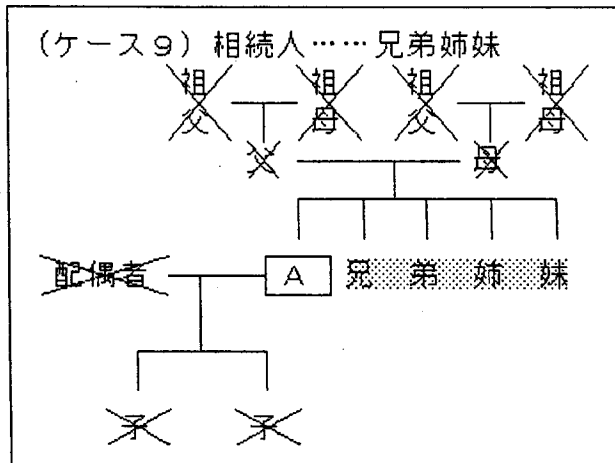 (ケース9) 相続人……兄弟姉妹
祖父 祖母 祖父 祖母
父 母
配偶者 A 兄 弟 姉 妹
子 子